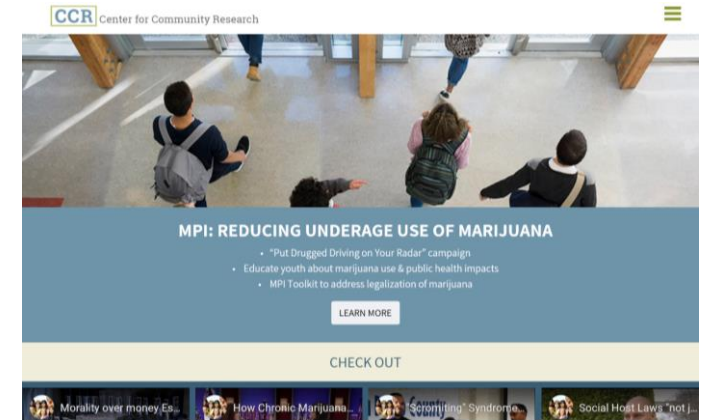 CCR Center for Community Research
MPI: REDUCING UNDERAGE USE OF MARIJUANA
• "Put Drugged Driving on Your Radar" campaign
• Educate youth about marijuana use & public health impacts
• MPI Toolkit to address legalization of marijuana
LEARN MORE
CHECK OUT
Morality over money Es...
How Chronic Marijuana...
"Scromiting" Syndrome...
Social Host Laws "not j...